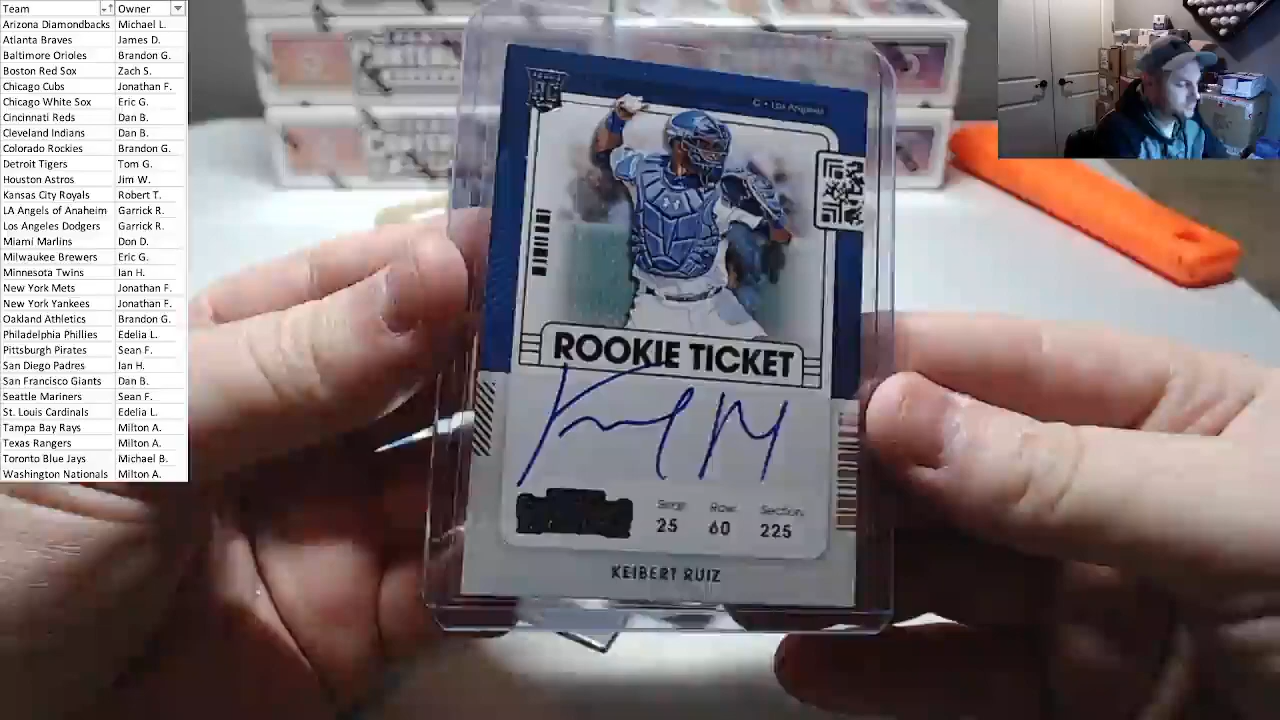 Team Owner
Arizona Diamondbacks Michael L.
Atlanta Braves James D.
Baltimore Orioles Brandon G.
Boston Red Sox Zach S.
Chicago Cubs Jonathan F.
Chicago White Sox Eric G.
Cincinnati Reds Dan B.
Cleveland Indians Dan B.
Colorado Rockies Brandon G.
Detroit Tigers Tom G.
Houston Astros Jim W.
Kansas City Royals Robert T.
LA Angels of Anaheim Garrick R.
Los Angeles Dodgers Garrick R.
Miami Marlins Don D.
Milwaukee Brewers Eric G.
Minnesota Twins Ian H.
New York Mets Jonathan F.
New York Yankees Jonathan F.
Oakland Athletics Brandon G.
Philadelphia Phillies Edelia L.
Pittsburgh Pirates Sean F.
San Diego Padres Ian H.
San Francisco Giants Dan B.
Seattle Mariners Sean F.
St. Louis Cardinals Edelia L.
Tampa Bay Rays Milton A.
Texas Rangers Milton A.
Toronto Blue Jays Michael B.
Washington Nationals Milton A.
RC
C • Los Angeles
ROOKIE TICKET
Seat Row Section
25 60 225
KEIBERT RUIZ